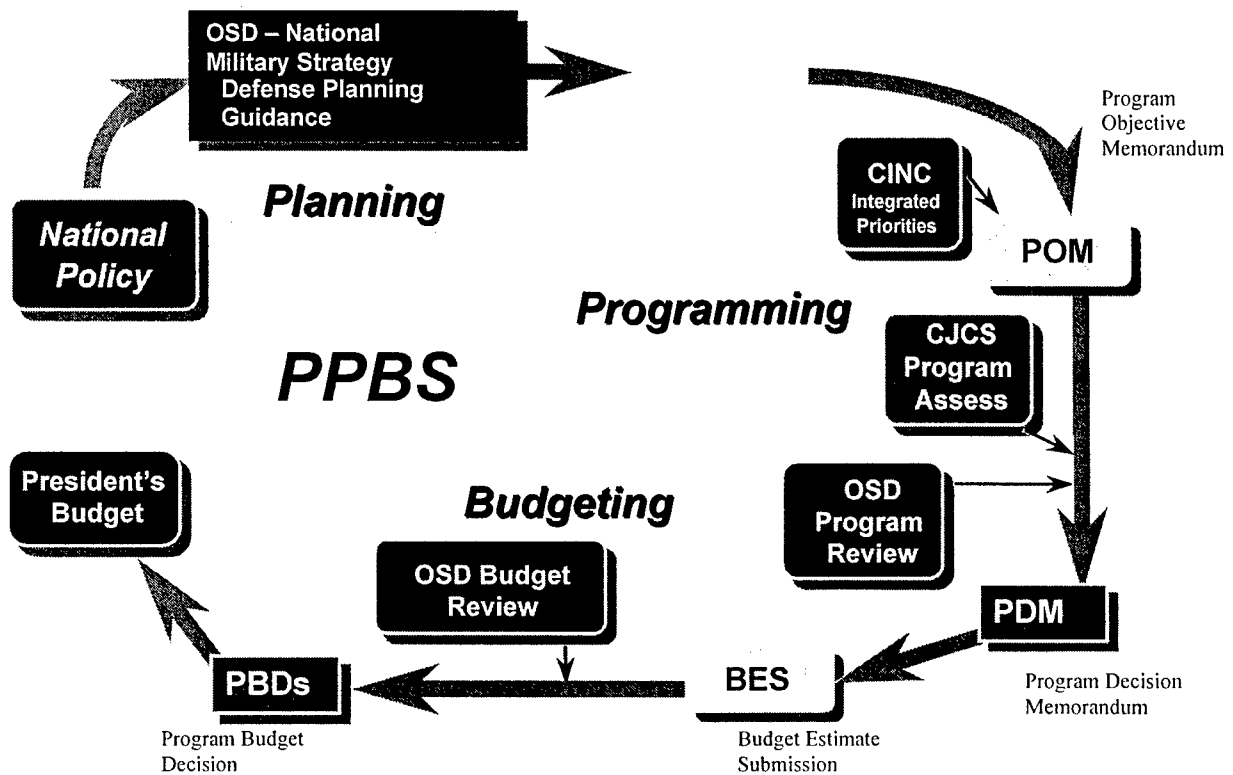 OSD – National
Military Strategy
Defense Planning
Guidance
Program
Objective
Memorandum
CINC
Integrated
Priorities
Planning
National
Policy
POM
Programming
CJCS
Program
Assess
PPBS
President's
Budget
Budgeting
OSD
Program
Review
OSD Budget
Review
PDM
PBDs
BES
Program Decision
Memorandum
Program Budget
Decision
Budget Estimate
Submission